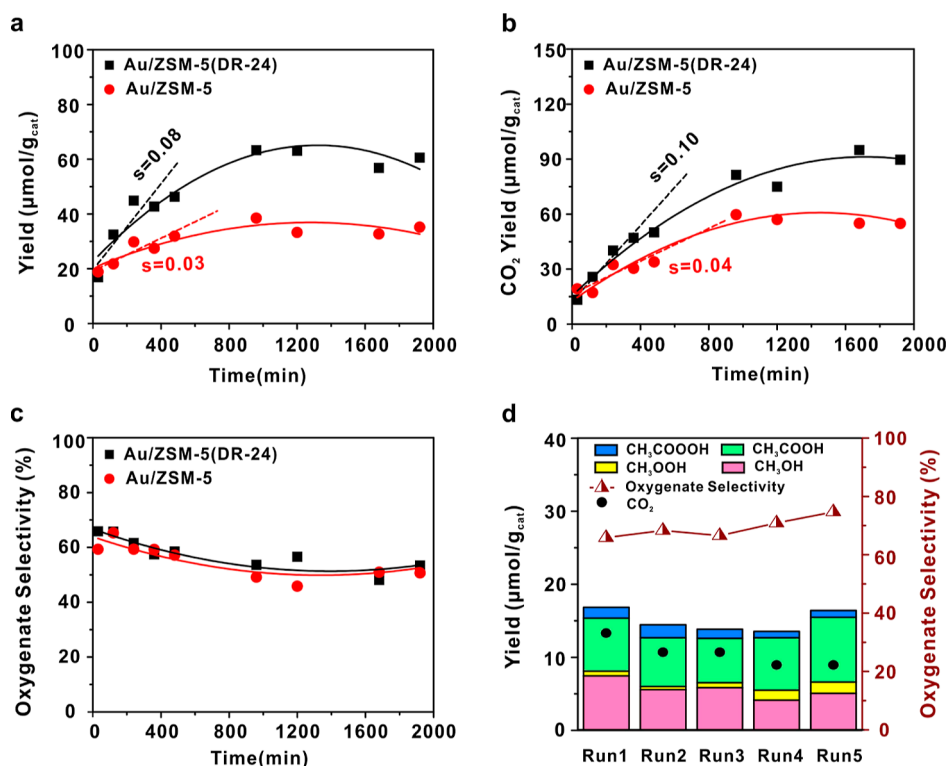 a
Au/ZSM-5(DR-24)
Au/ZSM-5
s=0.08
s=0.03
Yield (μmol/gcat)
100
80
60
40
20
0
0 400 800 1200 1600 2000
Time(min)
b
Au/ZSM-5(DR-24)
Au/ZSM-5
s=0.10
s=0.04
CO₂ Yield (μmol/gcat)
150
120
90
60
30
0
0 400 800 1200 1600 2000
Time(min)
c
Au/ZSM-5(DR-24)
Au/ZSM-5
Oxygenate Selectivity (%)
100
80
60
40
20
0
0 400 800 1200 1600 2000
Time(min)
d
CH₃COOOH CH₃COOH
CH₃OOH CH₃OH
Oxygenate Selectivity
CO₂
Yield (μmol/gcat)
40
30
20
10
0
Oxygenate Selectivity (%)
100
80
60
40
20
0
Run1 Run2 Run3 Run4 Run5